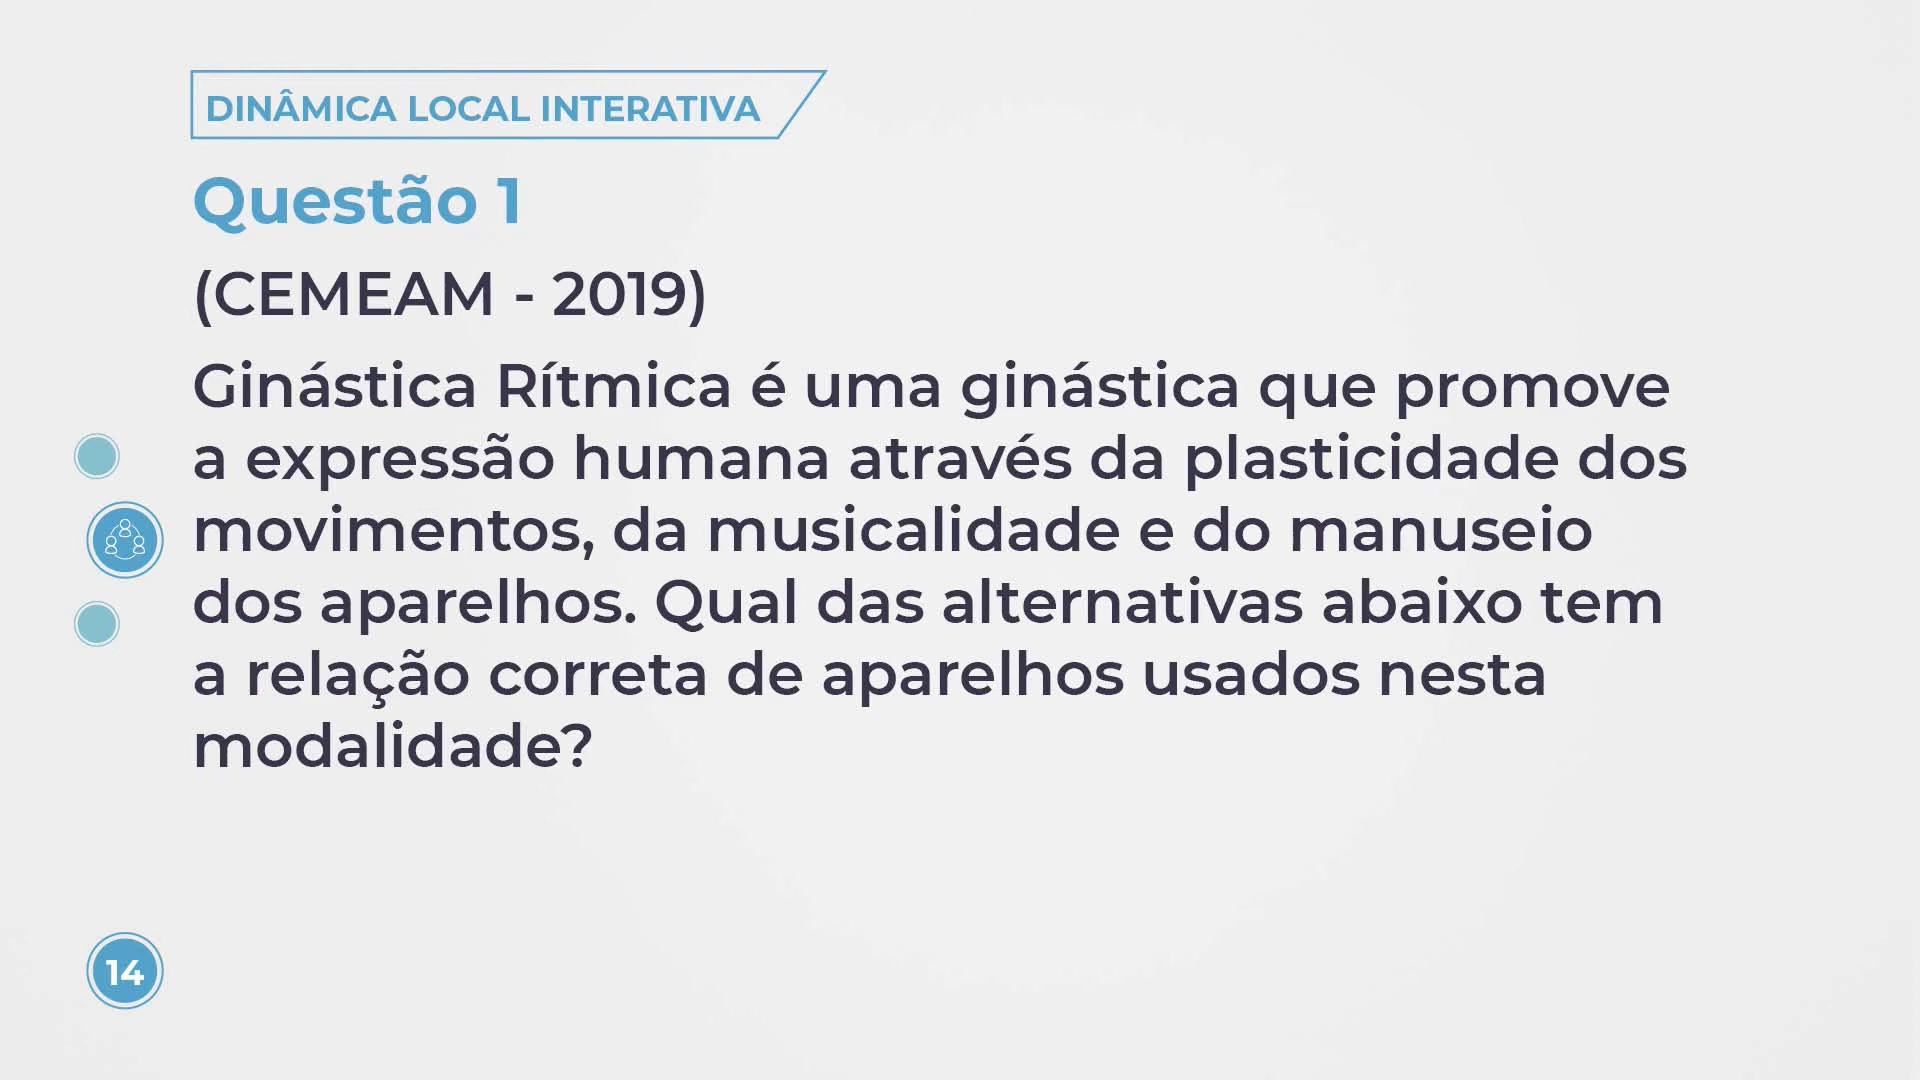 DINÂMICA LOCAL INTERATIVA
Questão 1
(CEMEAM - 2019)
Ginástica Rítmica é uma ginástica que promove
a expressão humana através da plasticidade dos
movimentos, da musicalidade e do manuseio
dos aparelhos. Qual das alternativas abaixo tem
a relação correta de aparelhos usados nesta
modalidade?
14